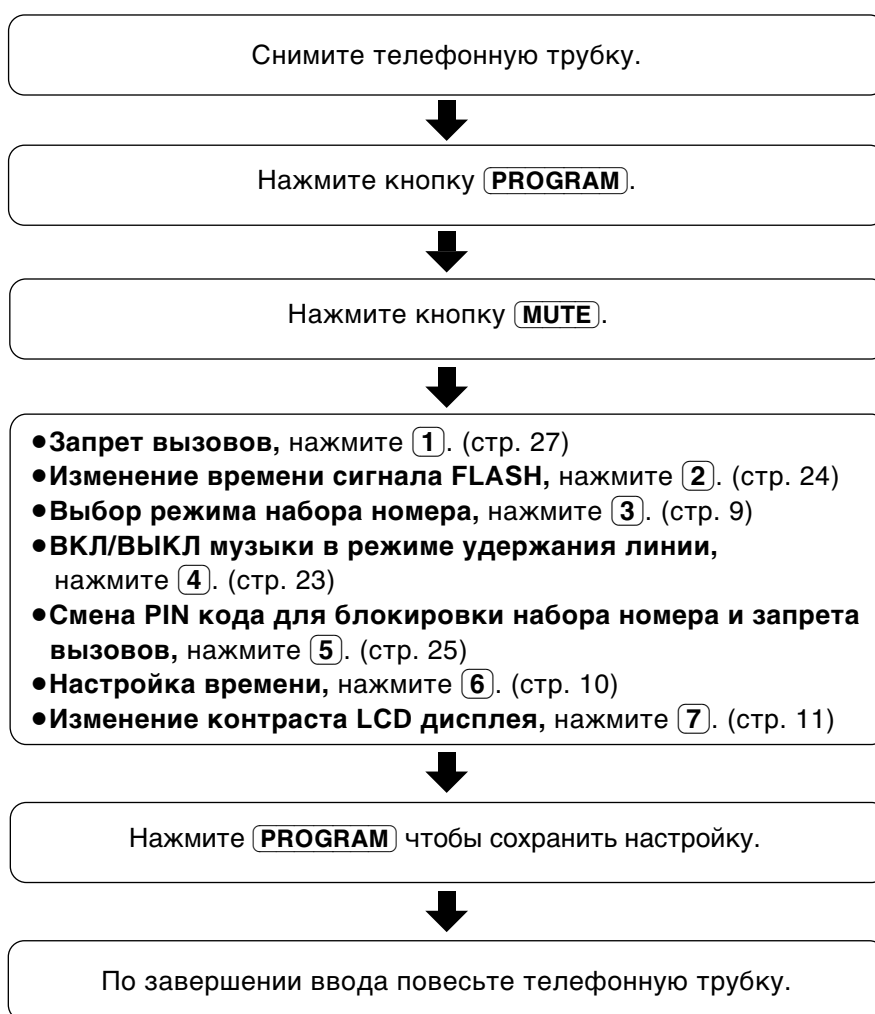 Снимите телефонную трубку.
Нажмите кнопку PROGRAM.
Нажмите кнопку MUTE.
●Запрет вызовов, нажмите 1. (стр. 27)
●Изменение времени сигнала FLASH, нажмите 2. (стр. 24)
●Выбор режима набора номера, нажмите 3. (стр. 9)
●ВКЛ/ВЫКЛ музыки в режиме удержания линии,
нажмите 4. (стр. 23)
●Смена PIN кода для блокировки набора номера и запрета
вызовов, нажмите 5. (стр. 25)
●Настройка времени, нажмите 6. (стр. 10)
●Изменение контраста LCD дисплея, нажмите 7. (стр. 11)
Нажмите PROGRAM чтобы сохранить настройку.
По завершении ввода повесьте телефонную трубку.